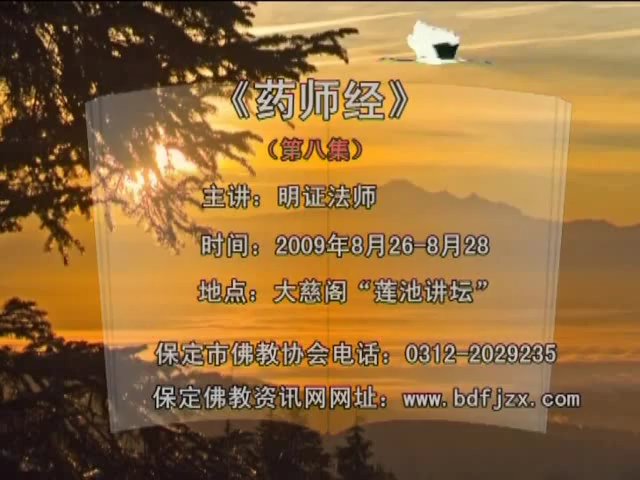 《药师经》
（第八集）
主讲：明证法师
时间：2009年8月26-8月28
地点：大慈阁“莲池讲坛”
保定市佛教协会电话：0312-2029235
保定佛教资讯网网址：www.bdfjzx.com